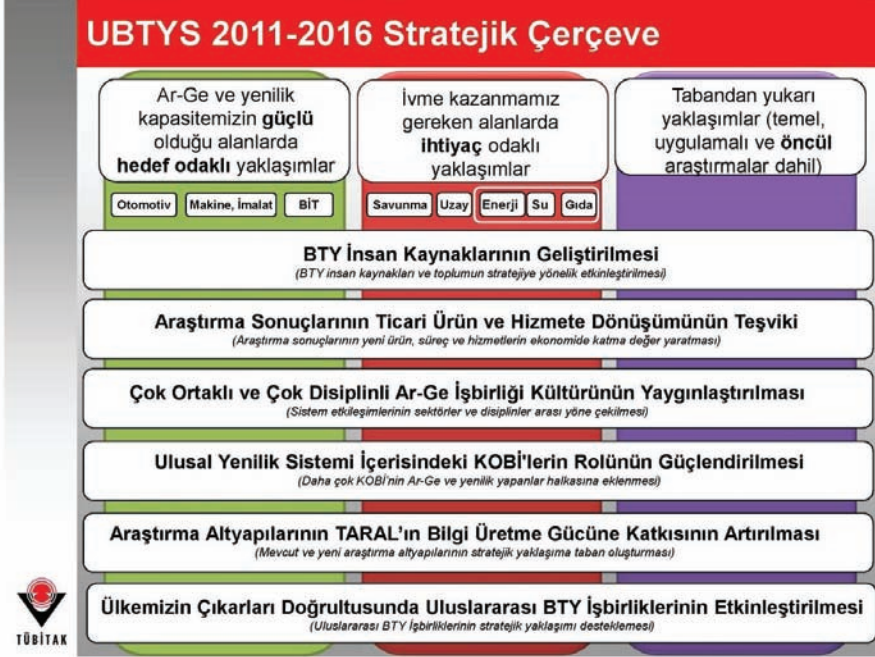 UBTYS 2011-2016 Stratejik Çerçeve
Ar-Ge ve yenilik
kapasitemizin güçlü
olduğu alanlarda
hedef odaklı yaklaşımlar
İvme kazanmamız
gereken alanlarda
ihtiyaç odaklı
yaklaşımlar
Tabandan yukarı
yaklaşımlar (temel,
uygulamalı ve öncül
araştırmalar dahil)
Otomotiv Makine, İmalat BİT Savunma Uzay Enerji Su Gıda
BTY İnsan Kaynaklarının Geliştirilmesi
(BTY insan kaynakları ve toplumun stratejiye yönelik etkinleştirilmesi)
Araştırma Sonuçlarının Ticari Ürün ve Hizmete Dönüşümünün Teşviki
(Araştırma sonuçlarının yeni ürün, süreç ve hizmetlerin ekonomide katma değer yaratması)
Çok Ortaklı ve Çok Disiplinli Ar-Ge İşbirliği Kültürünün Yaygınlaştırılması
(Sistem etkileşimlerinin sektörler ve disiplinler arası yöne çekilmesi)
Ulusal Yenilik Sistemi İçerisindeki KOBİ'lerin Rolünün Güçlendirilmesi
(Daha çok KOBİ'nin Ar-Ge ve yenilik yapanlar halkasına eklenmesi)
Araştırma Altyapılarının TARAL'ın Bilgi Üretme Gücüne Katkısının Artırılması
(Mevcut ve yeni araştırma altyapılarının stratejik yaklaşıma taban oluşturması)
Ülkemizin Çıkarları Doğrultusunda Uluslararası BTY İşbirliklerinin Etkinleştirilmesi
(Uluslararası BTY İşbirliklerinin stratejik yaklaşımı desteklemesi)
TÜBİTAK